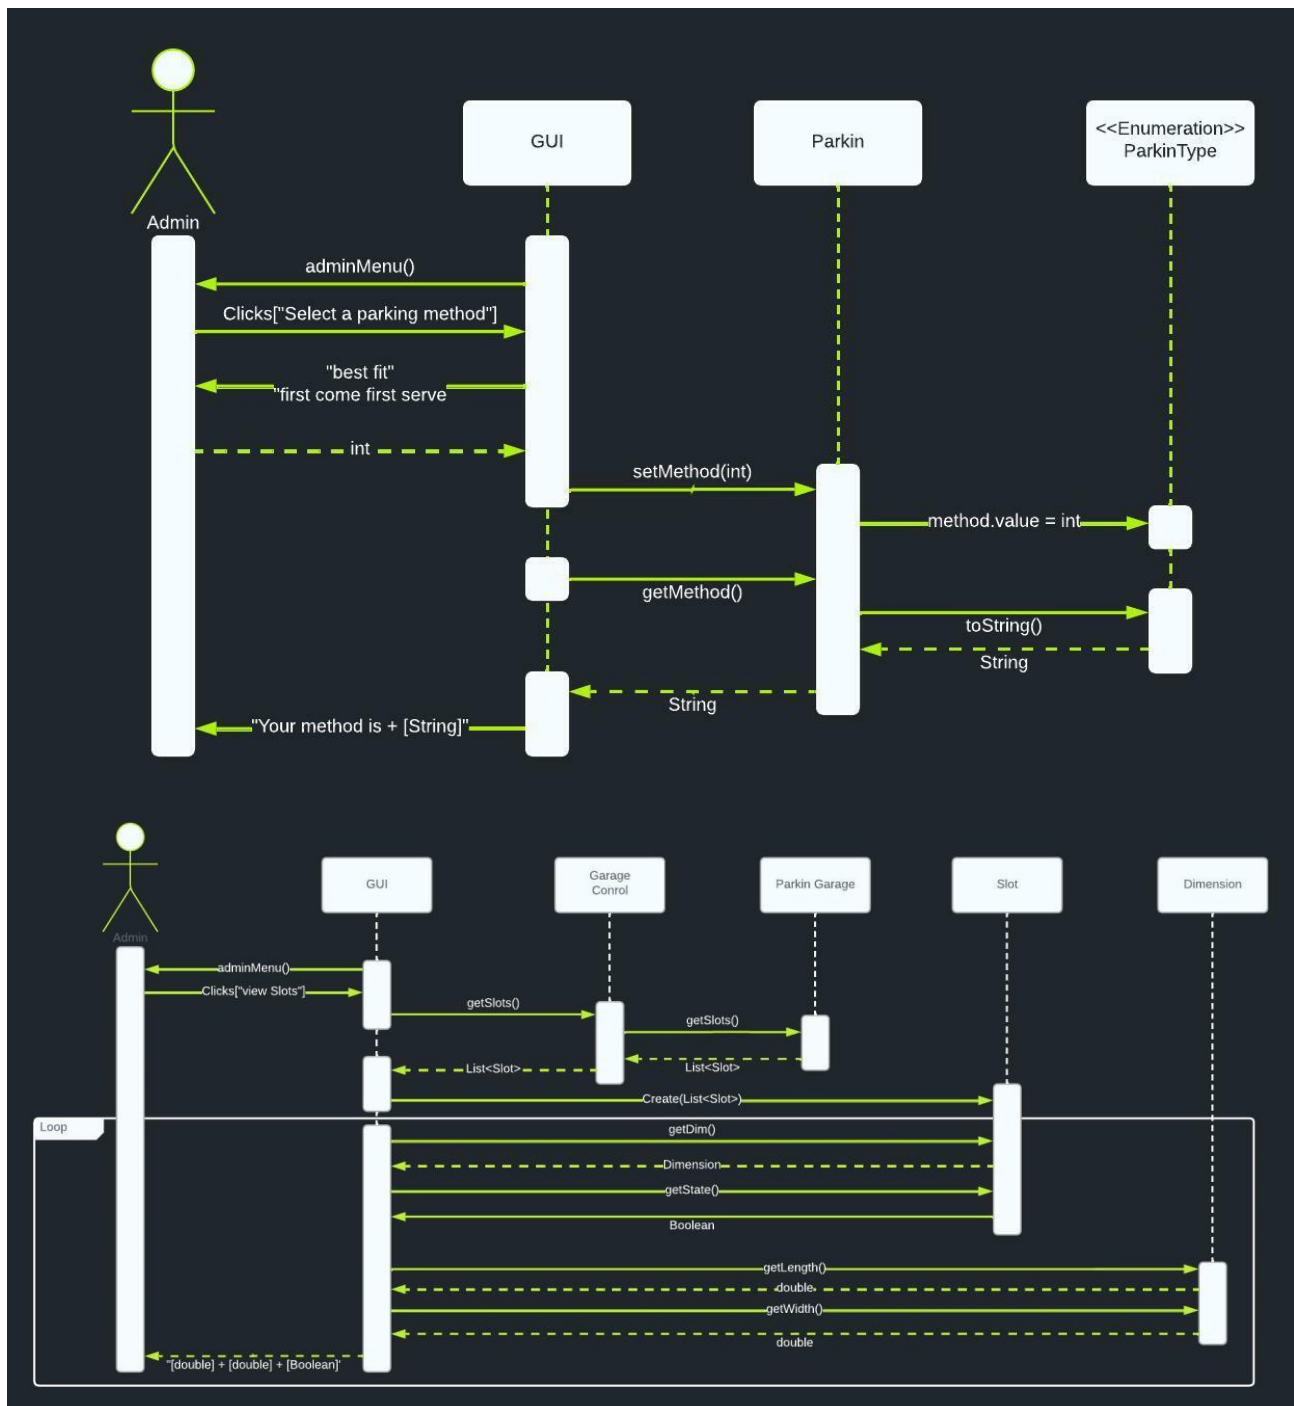 GUI
Parkin
<<Enumeration>>
ParkinType
Admin
adminMenu()
Clicks["Select a parking method"]
"best fit"
"first come first serve
int
setMethod(int)
method.value = int
getMethod()
toString()
String
String
"Your method is + [String]"
GUI
Garage
Conrol
Parkin Garage
Slot
Dimension
Admin
adminMenu()
Clicks["view Slots"]
getSlots()
getSlots()
List<Slot>
List<Slot>
Create(List<Slot>)
Loop
getDim()
Dimension
getState()
Boolean
getLength()
double
getWidth()
double
"[double] + [double] + [Boolean]'